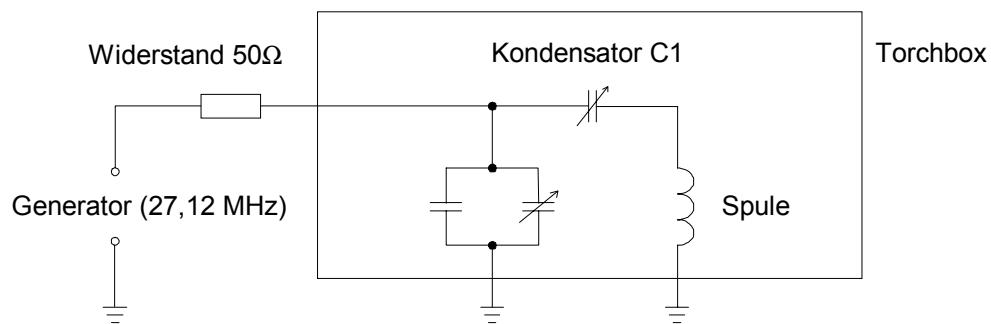 Widerstand 50Ω
Kondensator C1
Torchbox
Generator (27,12 MHz)
Spule